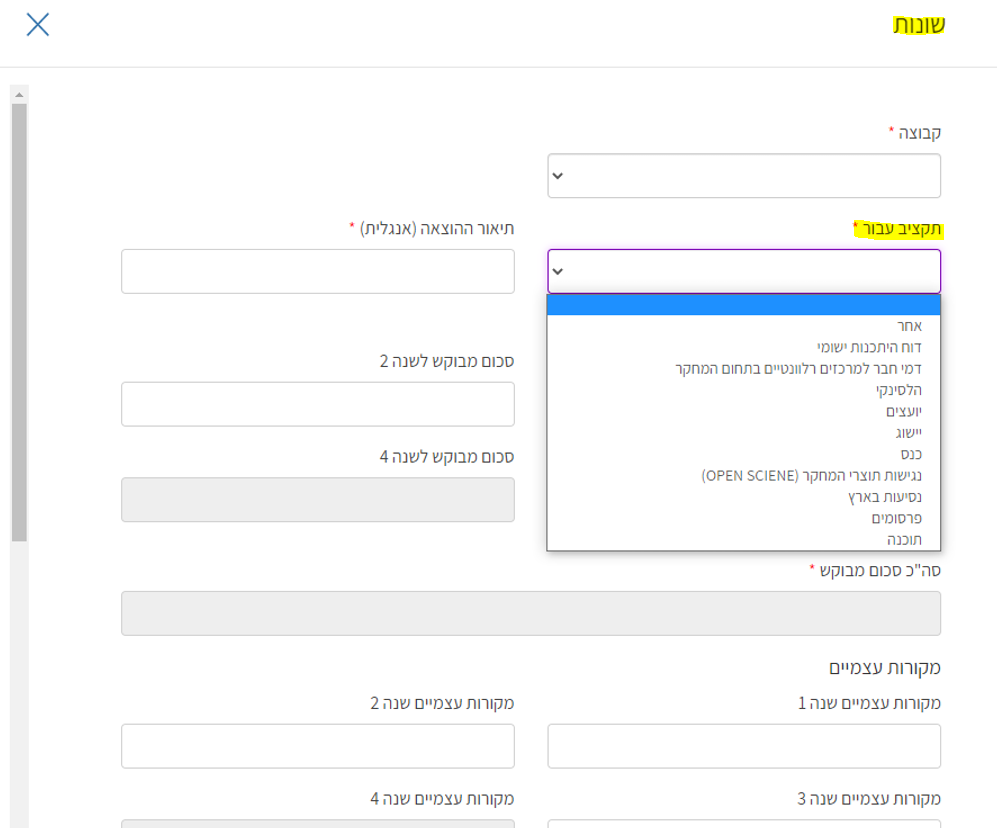 שונות
קבוצה *
תקציב עבור *
תיאור ההוצאה (אנגלית) *
אחר
דוח היתכנות ישומי
דמי חבר למרכזים רלוונטיים בתחום המחקר
הלסינקי
יועצים
יישוג
כנס
נגישות תוצרי המחקר (OPEN SCIENE)
נסיעות בארץ
פרסומים
תוכנה
סכום מבוקש לשנה 2
סכום מבוקש לשנה 4
סה"כ סכום מבוקש *
מקורות עצמיים
מקורות עצמיים שנה 1
מקורות עצמיים שנה 2
מקורות עצמיים שנה 3
מקורות עצמיים שנה 4